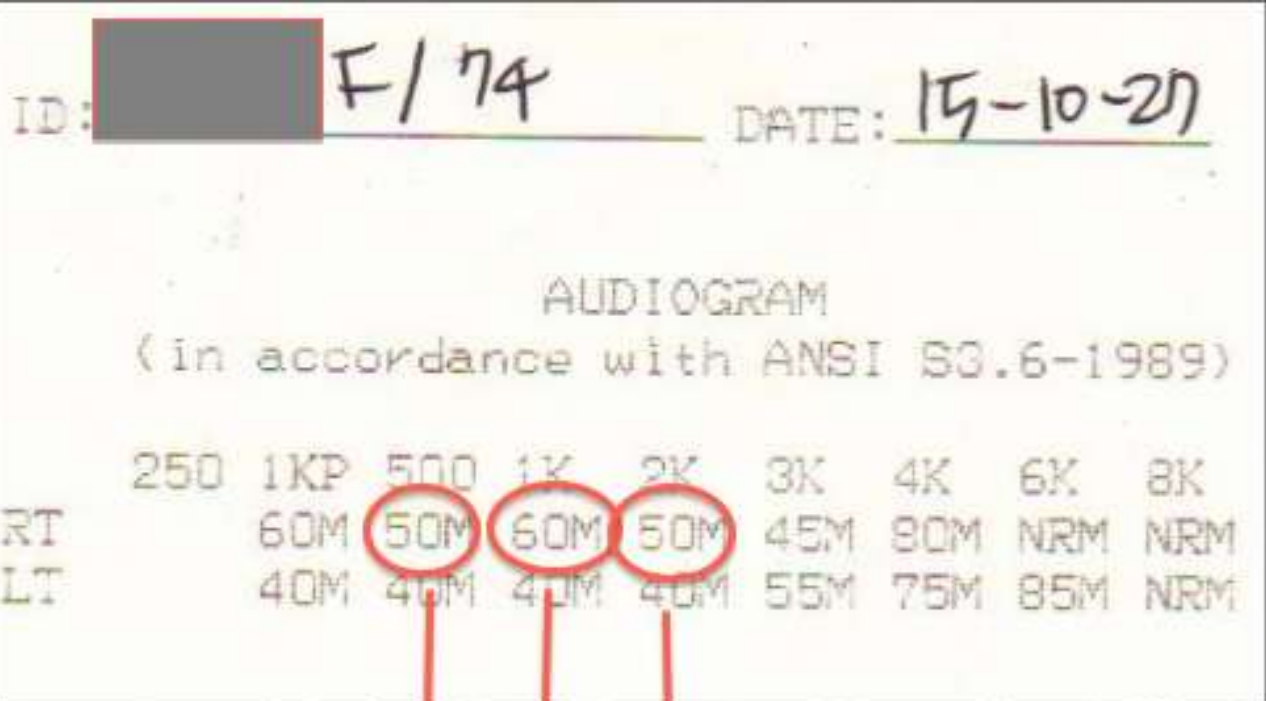 ID: F/74 DATE: 15-10-27
AUDIOGRAM
(in accordance with ANSI S3.6-1989)
250 1KP 500 1K 2K 3K 4K 6K 8K
RT 60M 50M 60M 50M 45M 80M NRM NRM
LT 40M 40M 40M 40M 55M 75M 85M NRM